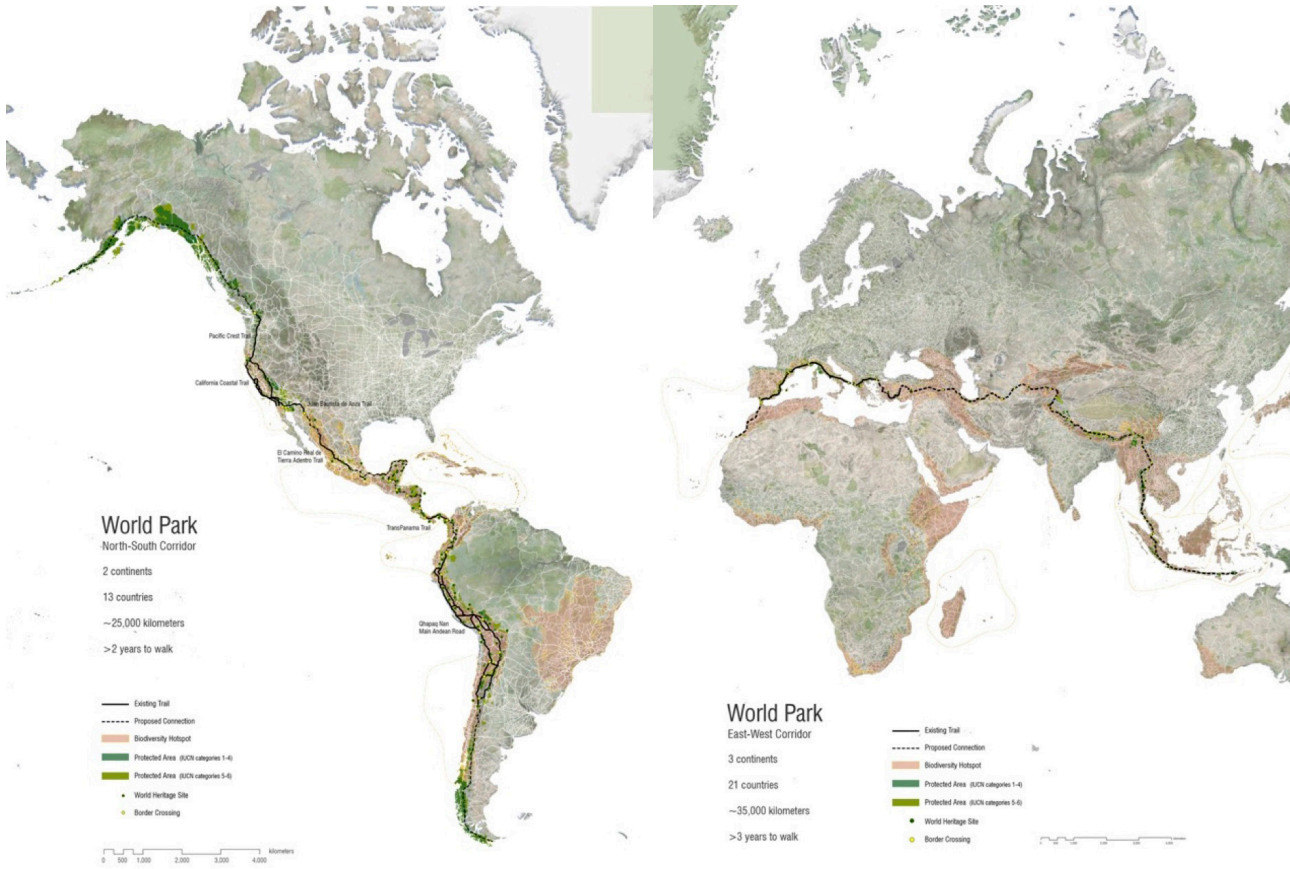 Pacific Crest Trail
California Coastal Trail
Juan Bautista de Anza Trail
El Camino Real de
Tierra Adentro Trail
TransPanama Trail
Qhapaq Nan
Main Andean Road
World Park
North-South Corridor
2 continents
13 countries
~25,000 kilometers
>2 years to walk
Existing Trail
Proposed Connection
Biodiversity Hotspot
Protected Area (IUCN categories 1-4)
Protected Area (IUCN categories 5-6)
World Heritage Site
Border Crossing
kilometers
0 500 1,000 2,000 3,000 4,000
World Park
East-West Corridor
3 continents
21 countries
~35,000 kilometers
>3 years to walk
Existing Trail
Proposed Connection
Biodiversity Hotspot
Protected Area (IUCN categories 1-4)
Protected Area (IUCN categories 5-6)
World Heritage Site
Border Crossing